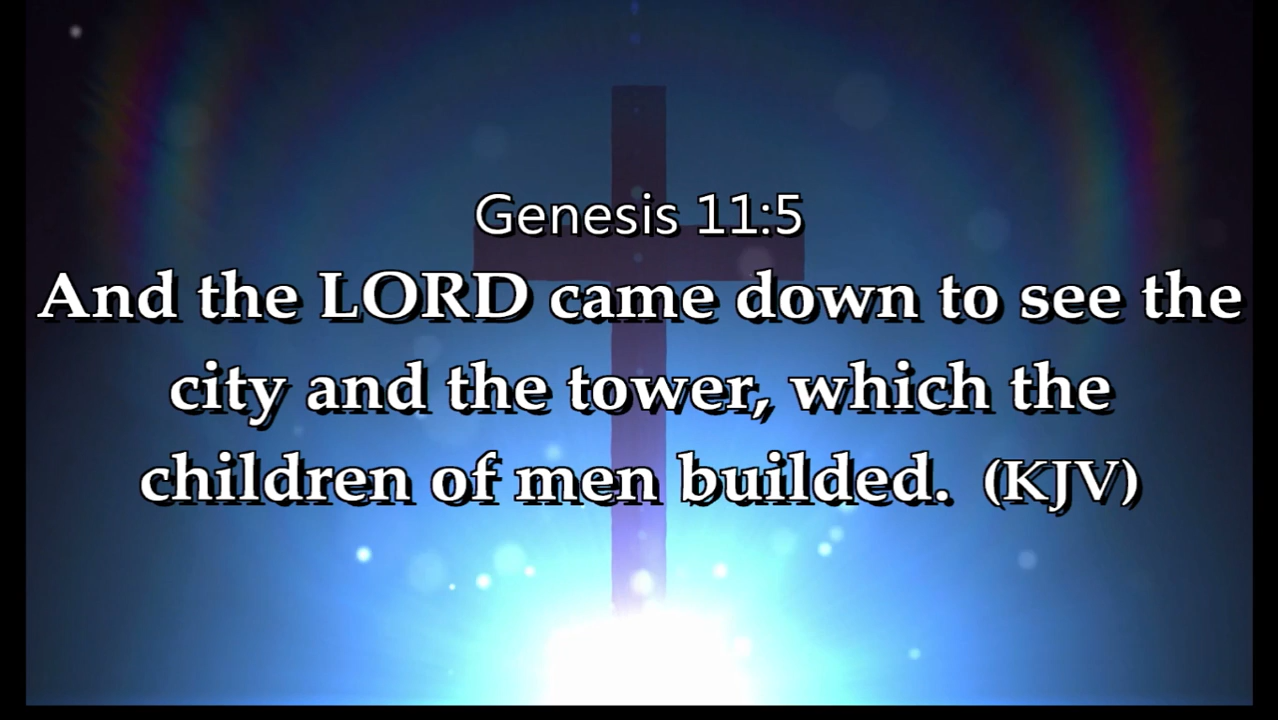 Genesis 11:5
And the LORD came down to see the
city and the tower, which the
children of men builded. (KJV)